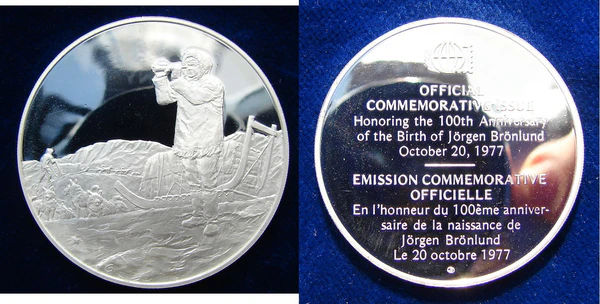 OFFICIAL
COMMEMORATIVE ISSUE
Honoring the 100th Anniversary
of the Birth of Jörgen Brönlund
October 20, 1977
EMISSION COMMEMORATIVE
OFFICIELLE
En l'honneur du 100ème anniver-
saire de la naissance de
Jörgen Brönlund
Le 20 octobre 1977